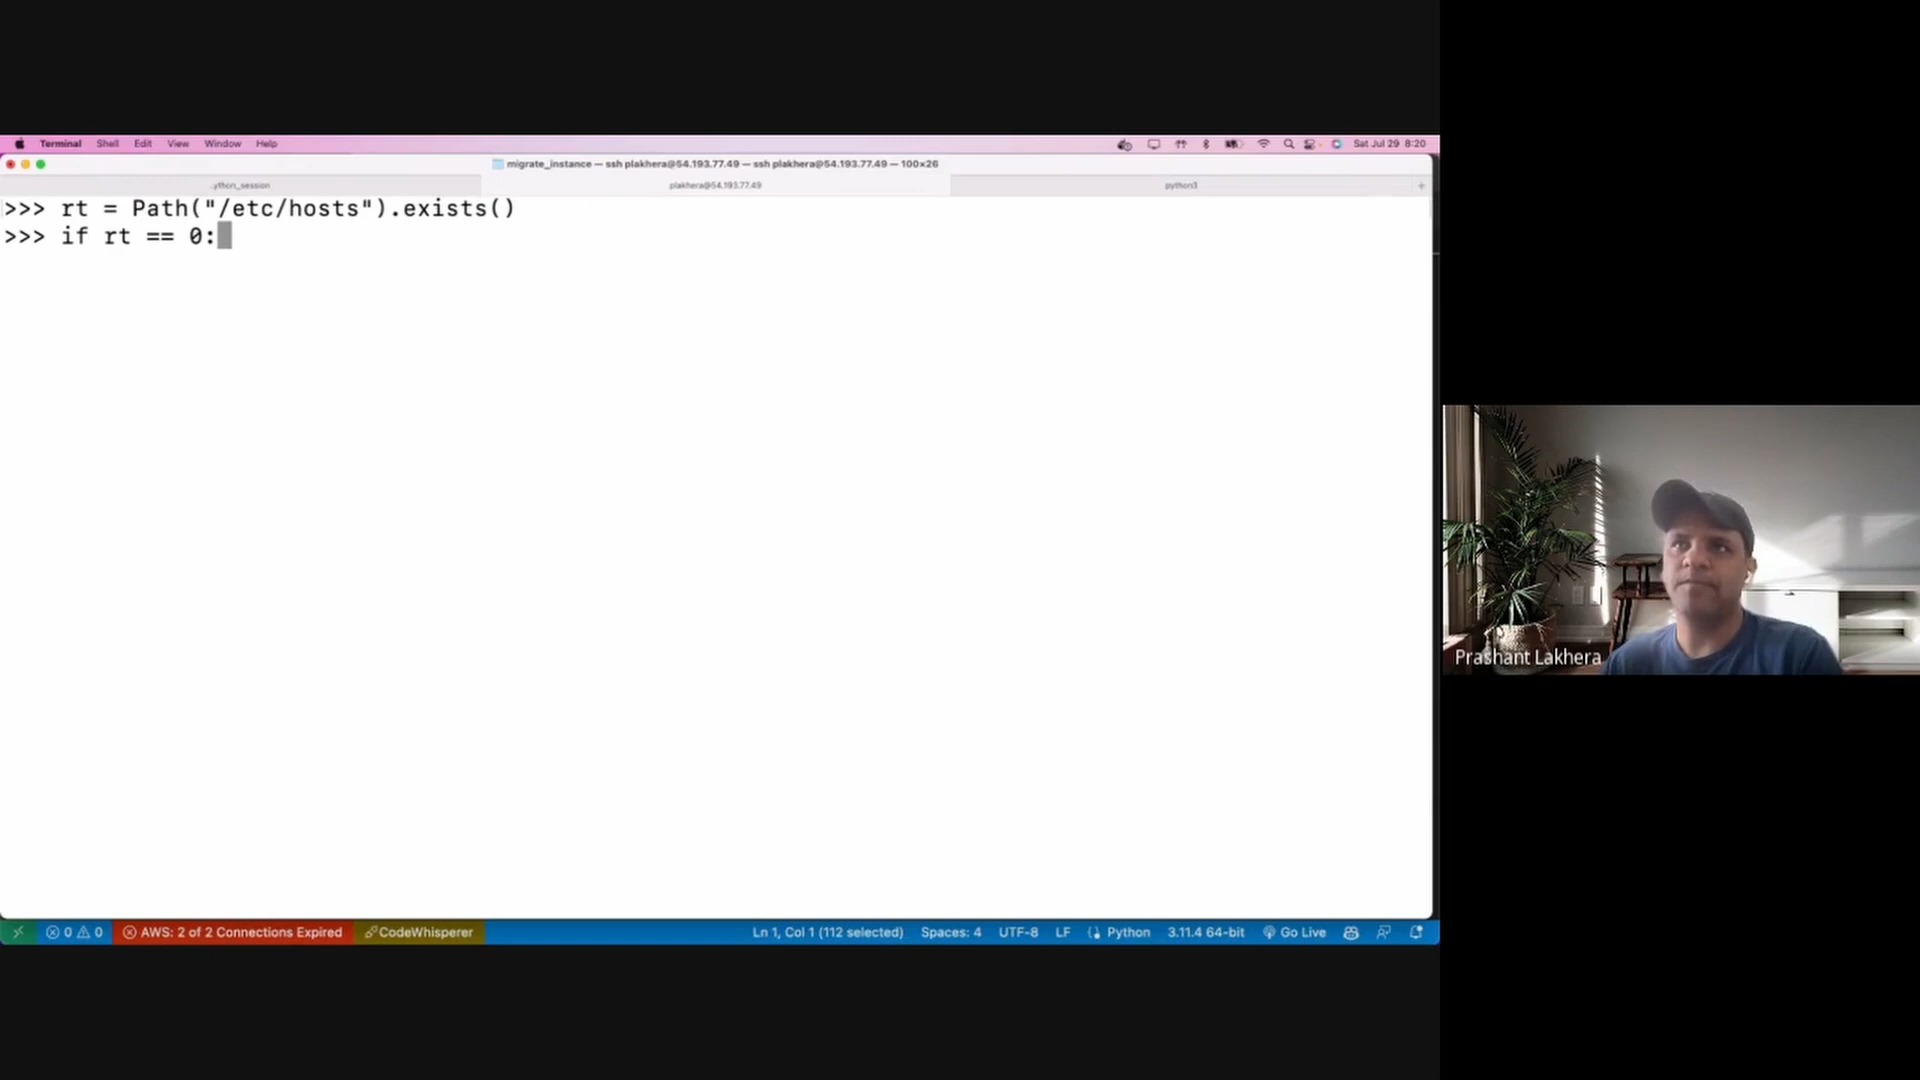 Terminal Shell Edit View Window Help
Sat Jul 29 8:20
migrate_instance — ssh plakhera@54.193.77.49 — ssh plakhera@54.193.77.49 — 100×26
.ython_session
plakhera@54.193.77.49
python3
+
>>> rt = Path("/etc/hosts").exists()
>>> if rt == 0:
0 0 AWS: 2 of 2 Connections Expired CodeWhisperer Ln 1, Col 1 (112 selected) Spaces: 4 UTF-8 LF Python 3.11.4 64-bit Go Live
Prashant Lakhera